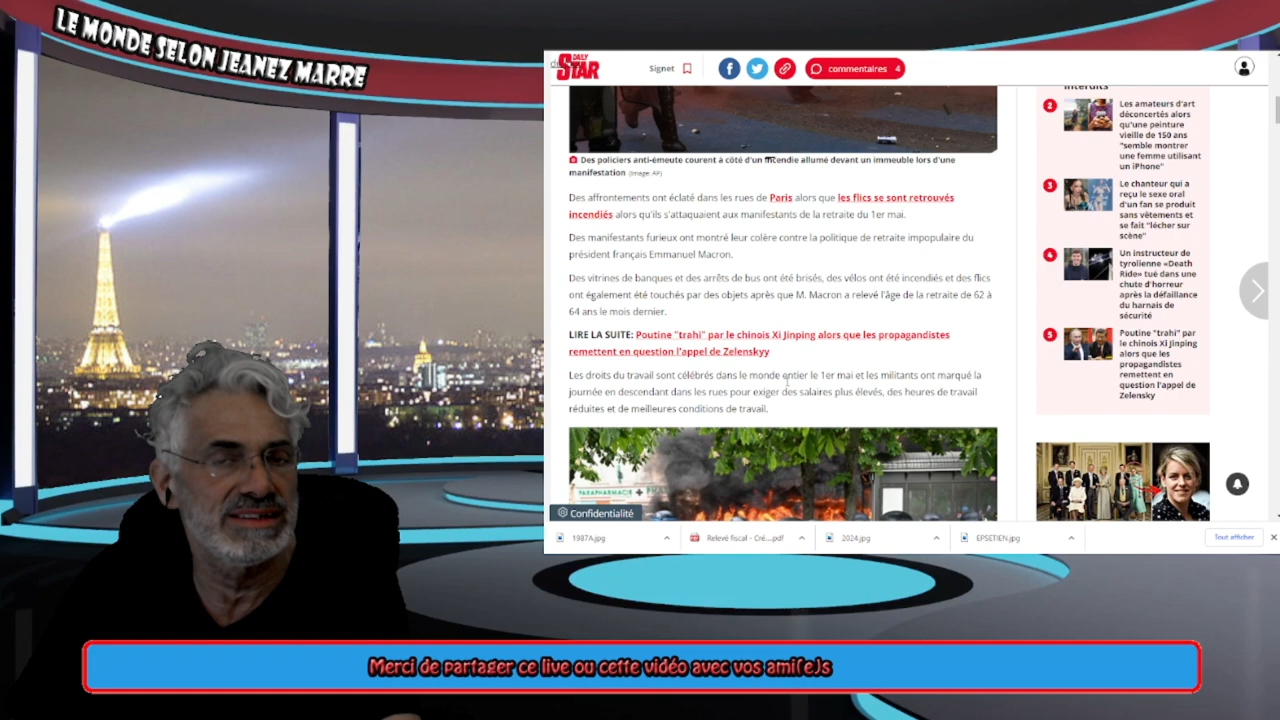 LE MONDE SELON JEANEZ MARRE
DAILY
STAR
Signet
commentaires 4
interdits
2
Les amateurs d'art
déconcertés alors
qu'une peinture
vieille de 150 ans
"semble montrer
une femme utilisant
un iPhone"
3
Le chanteur qui a
reçu le sexe oral
d'un fan se produit
sans vêtements et
se fait "lécher sur
scène"
4
Un instructeur de
tyrolienne «Death
Ride» tué dans une
chute d'horreur
après la défaillance
du harnais de
sécurité
5
Poutine "trahi" par
le chinois Xi Jinping
alors que les
propagandistes
remettent en
question l'appel de
Zelensky
Des policiers anti-émeute courent à côté d'un incendie allumé devant un immeuble lors d'une
manifestation (Image: AP)
Des affrontements ont éclaté dans les rues de Paris alors que les flics se sont retrouvés
incendiés alors qu'ils s'attaquaient aux manifestants de la retraite du 1er mai.
Des manifestants furieux ont montré leur colère contre la politique de retraite impopulaire du
président français Emmanuel Macron.
Des vitrines de banques et des arrêts de bus ont été brisés, des vélos ont été incendiés et des flics
ont également été touchés par des objets après que M. Macron a relevé l'âge de la retraite de 62 à
64 ans le mois dernier.
LIRE LA SUITE: Poutine "trahi" par le chinois Xi Jinping alors que les propagandistes
remettent en question l'appel de Zelenskyy
Les droits du travail sont célébrés dans le monde entier le 1er mai et les militants ont marqué la
journée en descendant dans les rues pour exiger des salaires plus élevés, des heures de travail
réduites et de meilleures conditions de travail.
PARAPHARMACIE
Confidentialité
1987A.jpg
Relevé fiscal - Cré....pdf
2024.jpg
EPSETIEN.jpg
Tout afficher
Merci de partager ce live ou cette vidéo avec vos ami(e)s